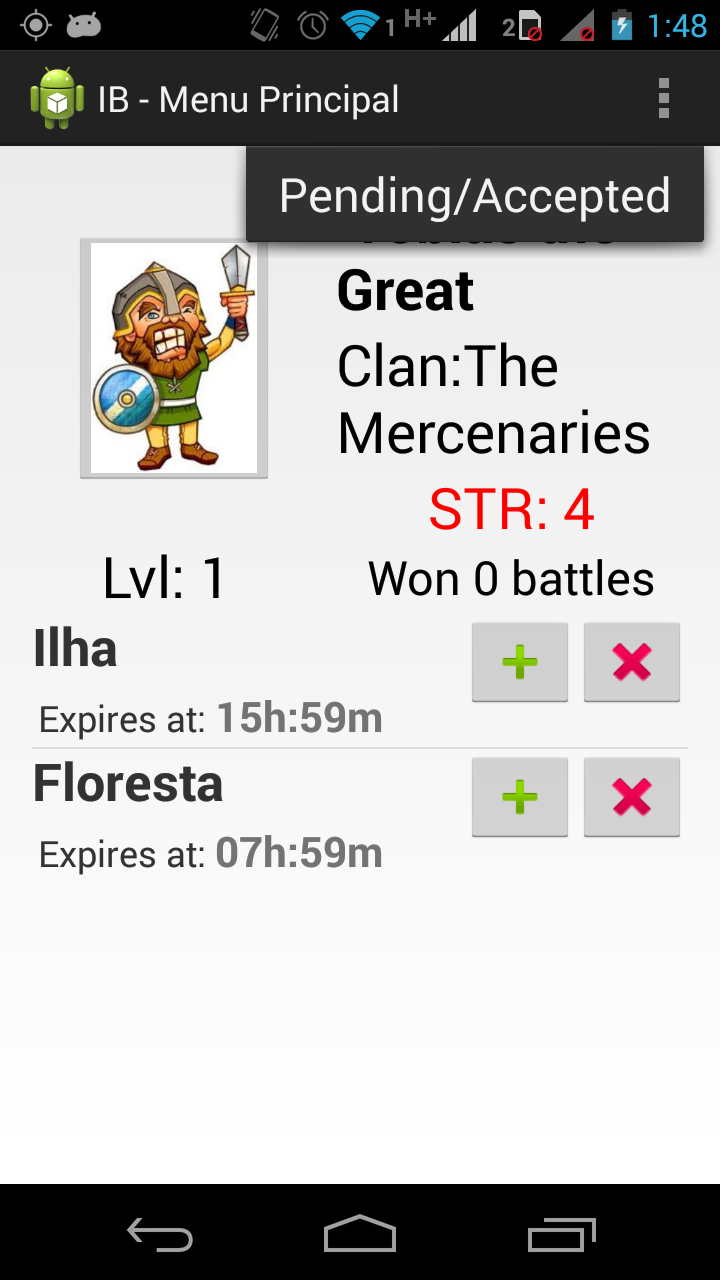 1 H+ 2 1:48
IB - Menu Principal
Pending/Accepted
Great
Clan:The
Mercenaries
STR: 4
Lvl: 1
Won 0 battles
Ilha
Expires at: 15h:59m
Floresta
Expires at: 07h:59m